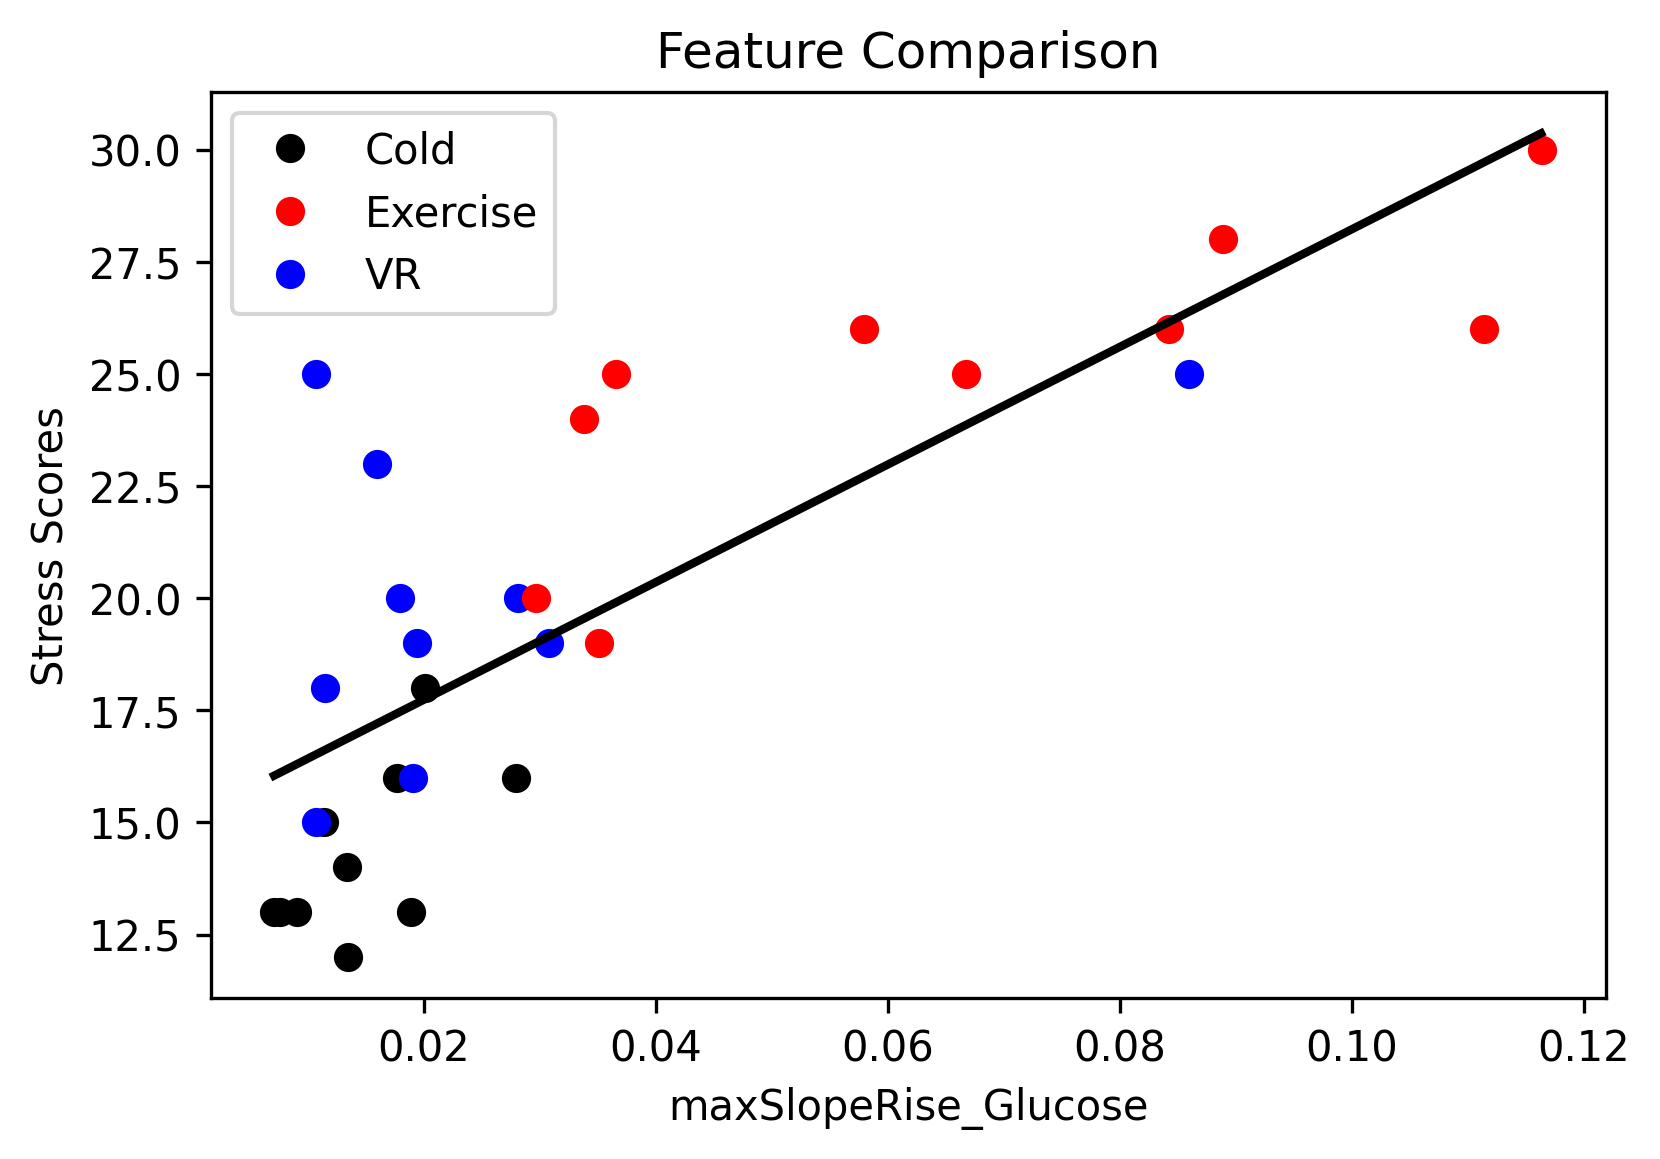 Feature Comparison
Cold
Exercise
VR
30.0
27.5
25.0
22.5
20.0
17.5
15.0
12.5
Stress Scores
0.02 0.04 0.06 0.08 0.10 0.12
maxSlopeRise_Glucose